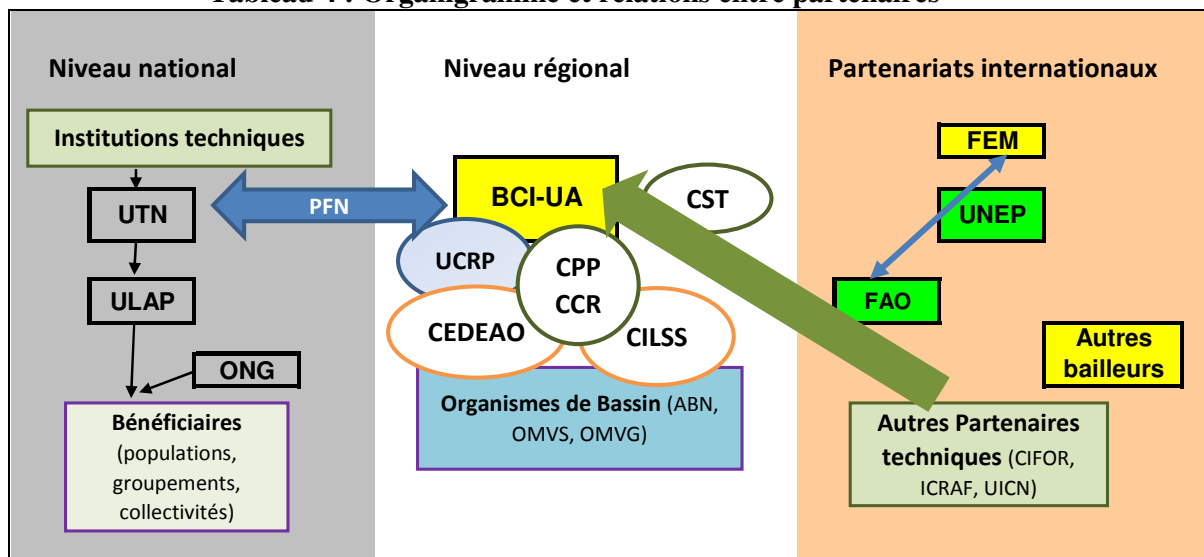 Tableau 4 : Organigramme et relations entre partenaires
Niveau national
Institutions techniques
UTN
PFN
ULAP
ONG
Bénéficiaires
(populations,
groupements,
collectivités)
Niveau régional
BCI-UA
CST
UCRP
CPP
CCR
CEDEAO
CILSS
Organismes de Bassin (ABN,
OMVS, OMVG)
Partenariats internationaux
FEM
UNEP
FAO
Autres
bailleurs
Autres Partenaires
techniques (CIFOR,
ICRAF, UICN)